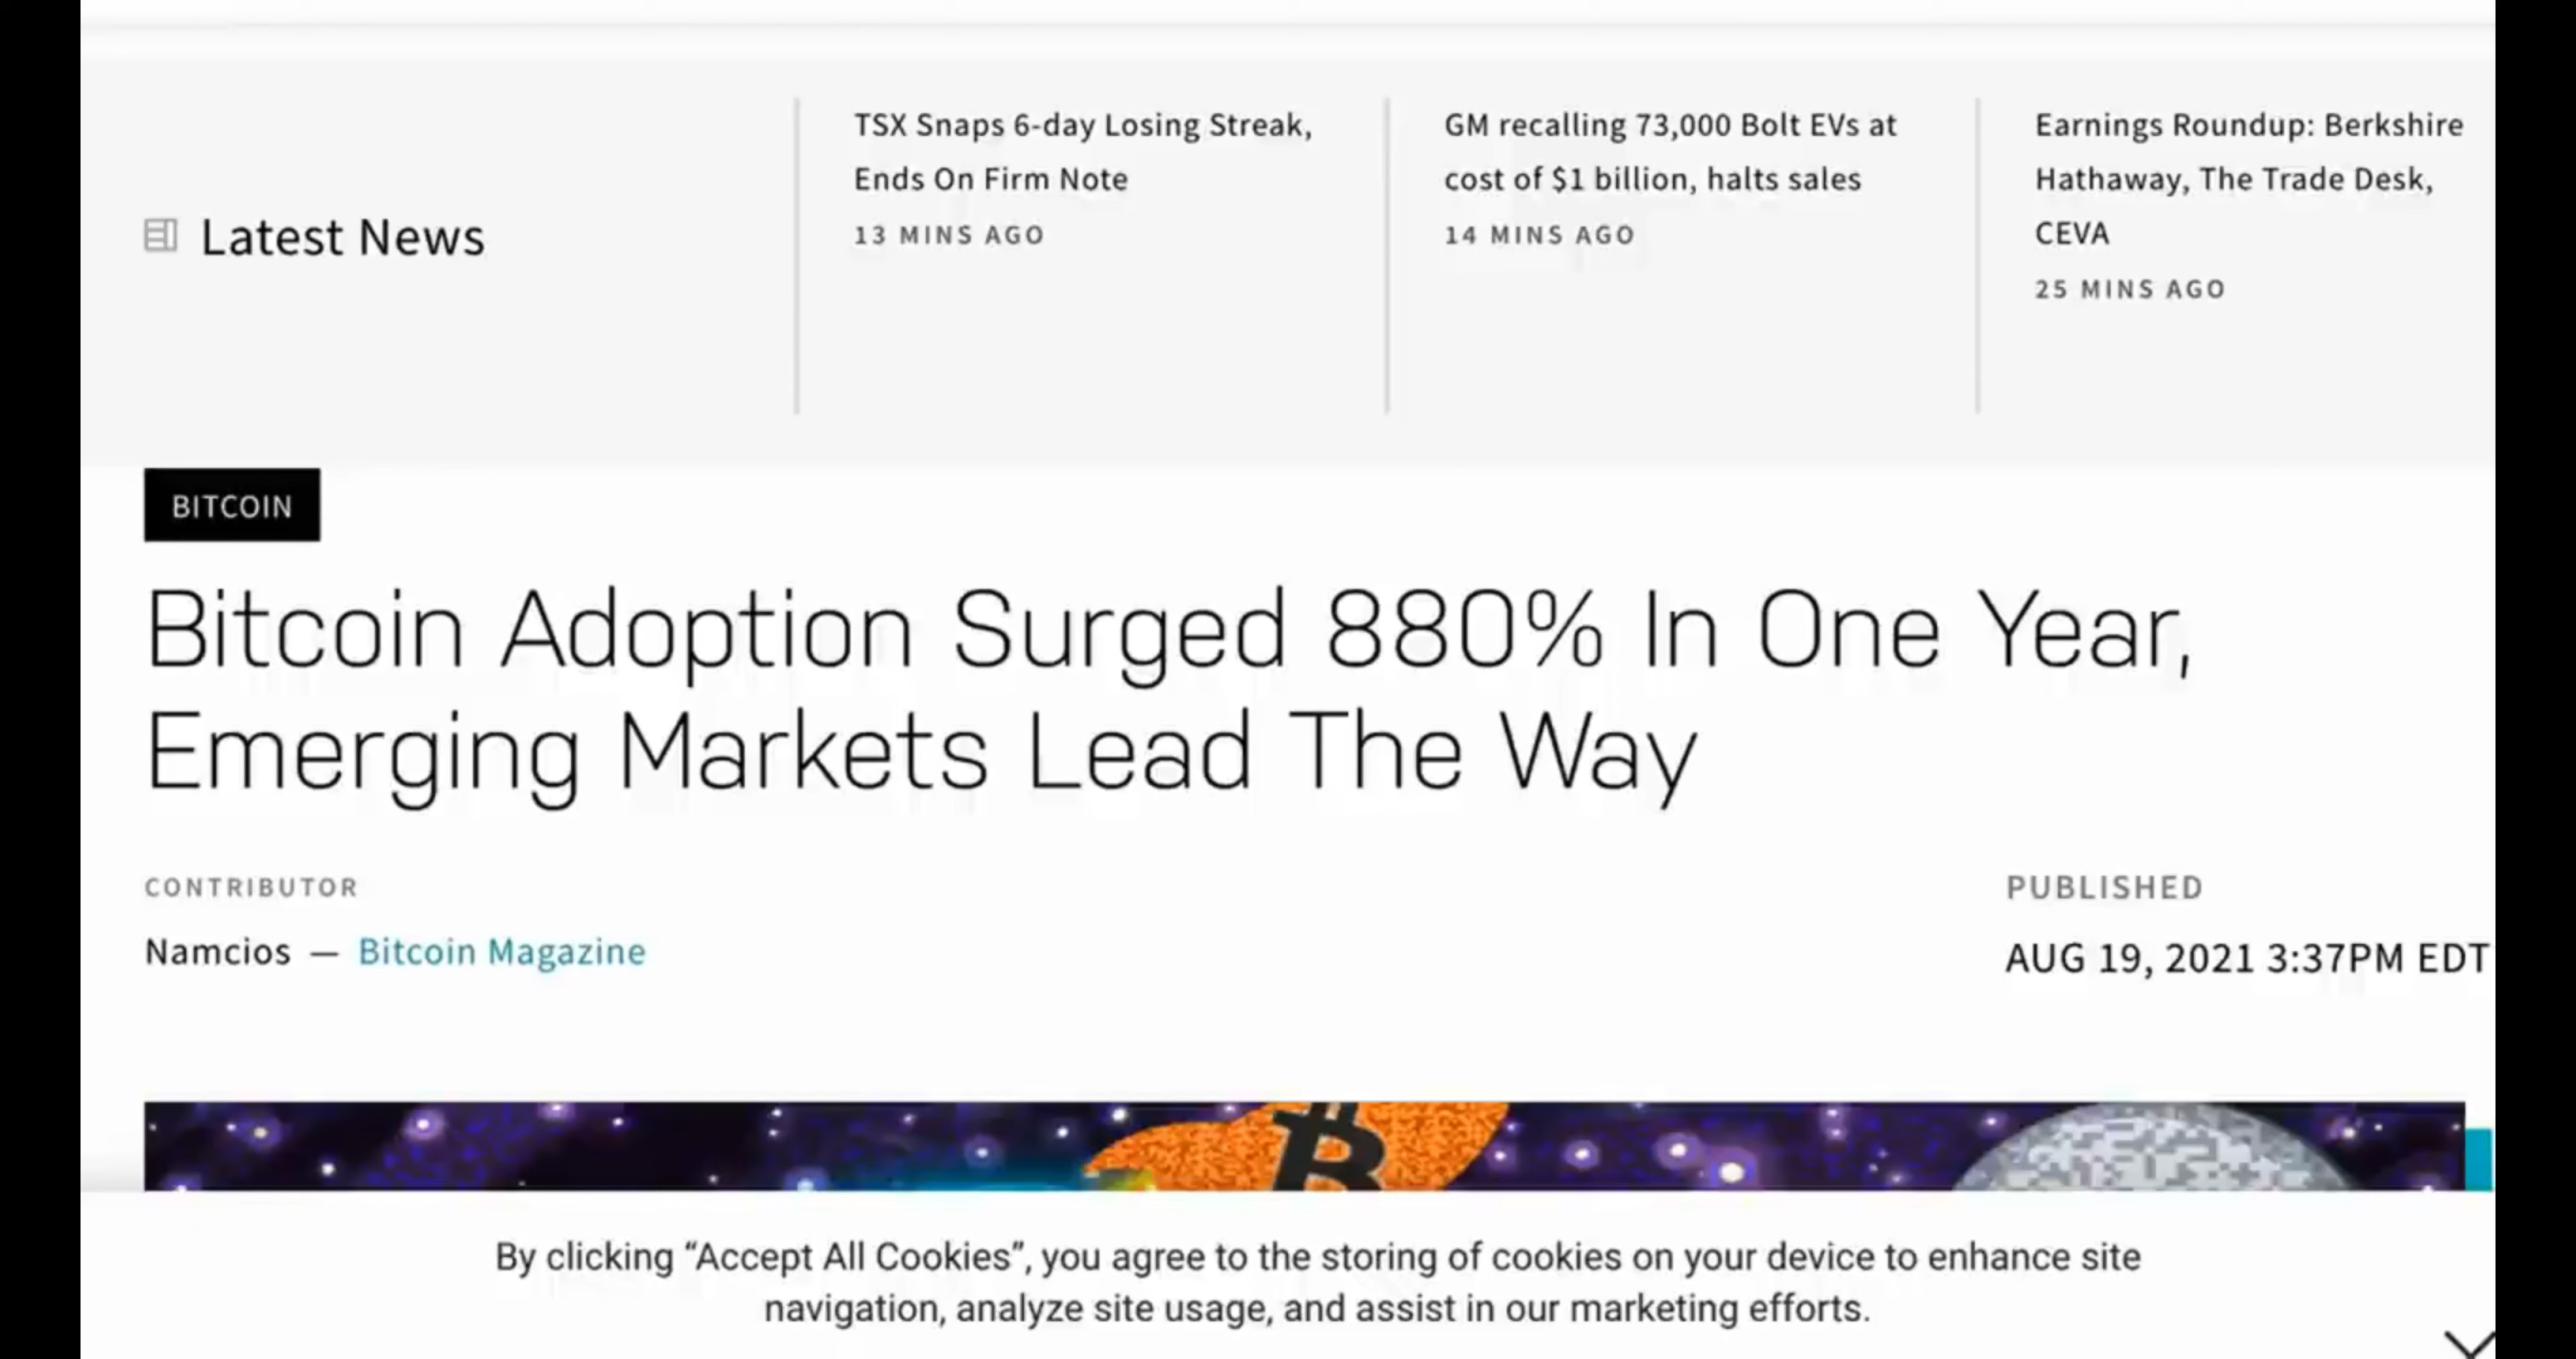 Latest News
TSX Snaps 6-day Losing Streak,
Ends On Firm Note
13 MINS AGO
GM recalling 73,000 Bolt EVs at
cost of $1 billion, halts sales
14 MINS AGO
Earnings Roundup: Berkshire
Hathaway, The Trade Desk,
CEVA
25 MINS AGO
BITCOIN
Bitcoin Adoption Surged 880% In One Year,
Emerging Markets Lead The Way
CONTRIBUTOR
Namcios — Bitcoin Magazine
PUBLISHED
AUG 19, 2021 3:37PM EDT
By clicking “Accept All Cookies”, you agree to the storing of cookies on your device to enhance site
navigation, analyze site usage, and assist in our marketing efforts.